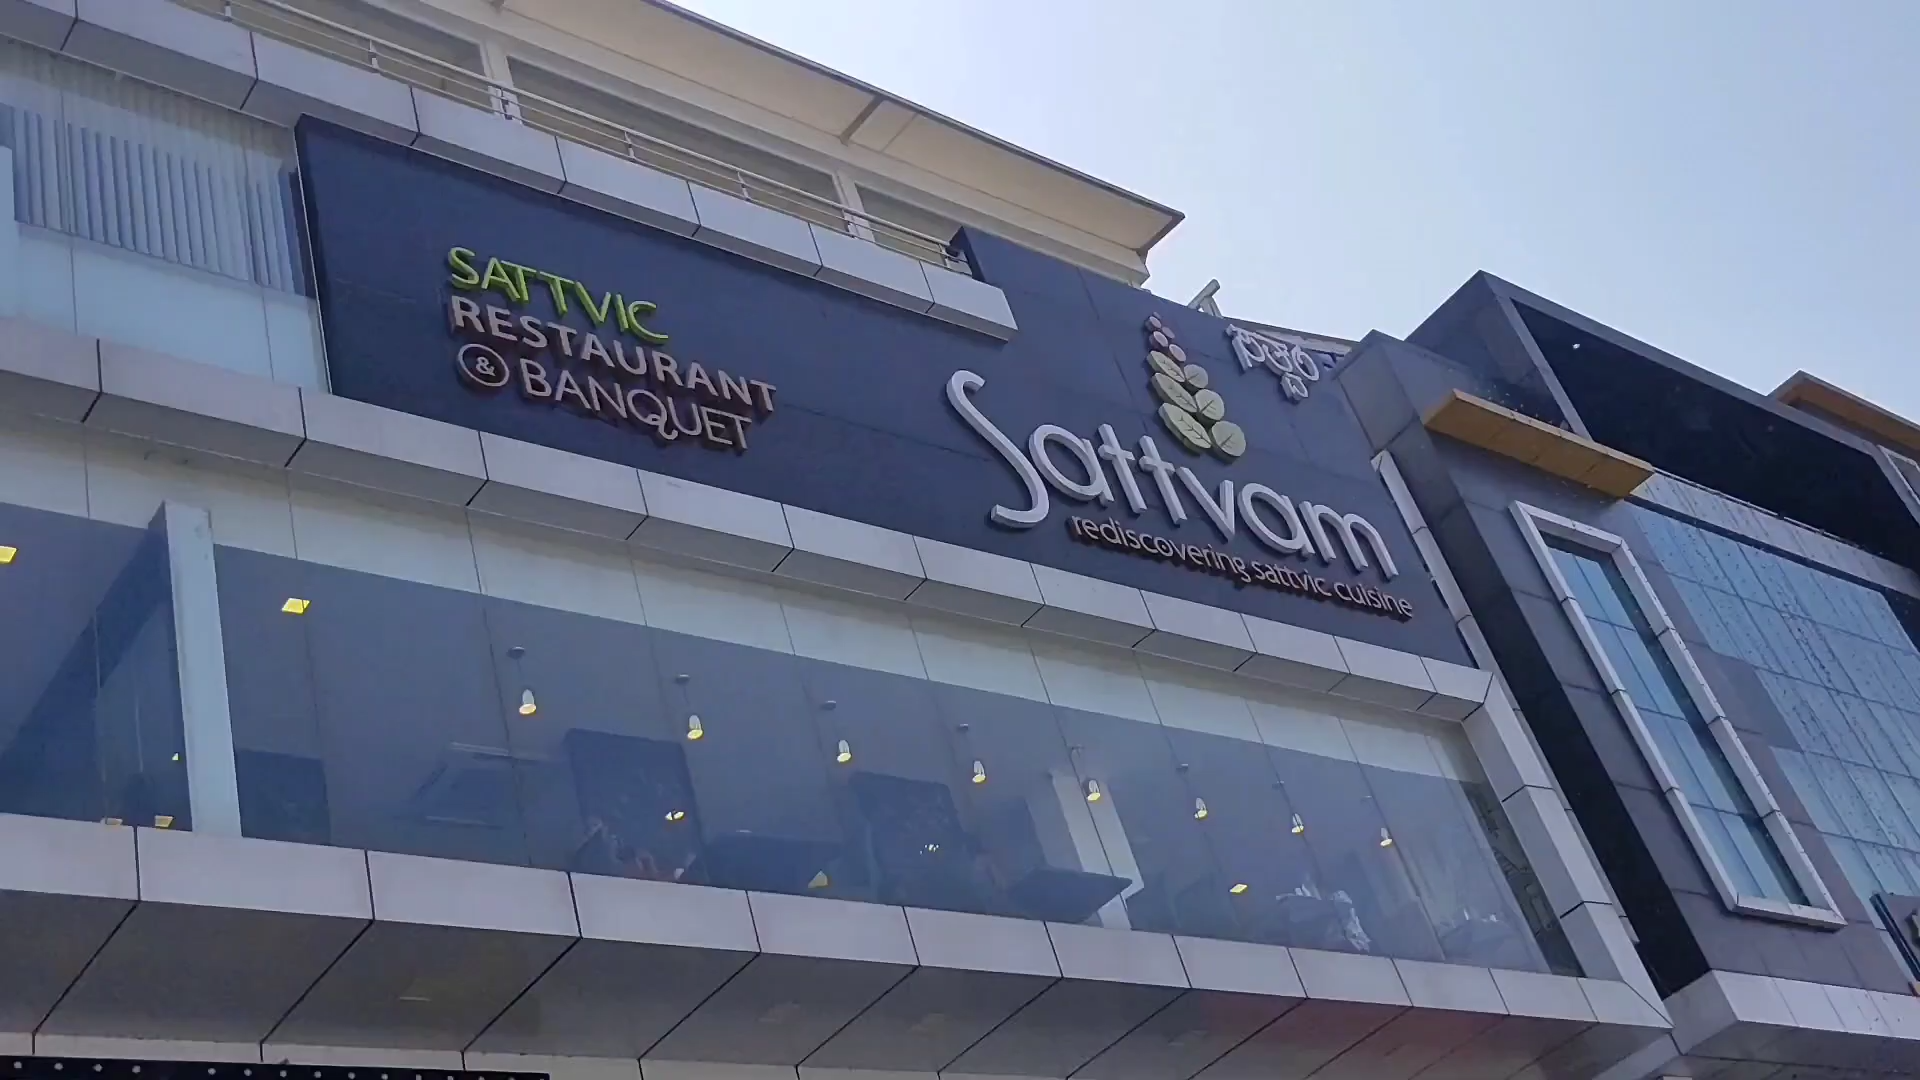 SATTVIC
RESTAURANT
& BANQUET
ಸಾತ್ವಂ
Sattvam
rediscovering sattvic cuisine